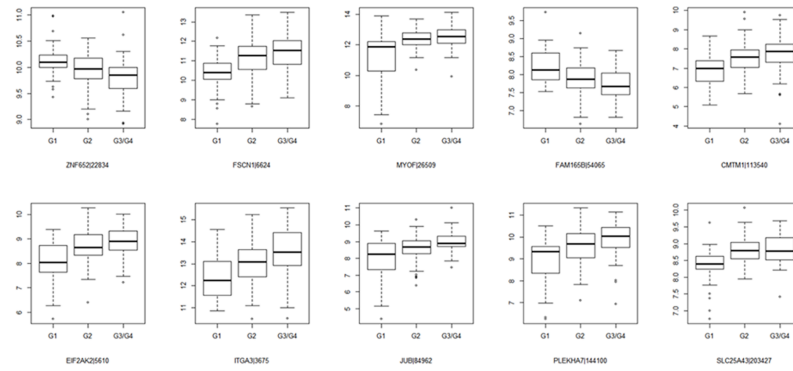 11.0
10.5
10.0
9.5
9.0
G1 G2 G3/G4
ZNF652|22834
13
12
11
10
9
8
G1 G2 G3/G4
FSCN1|6624
14
12
10
8
G1 G2 G3/G4
MYOF|26509
9.5
9.0
8.5
8.0
7.5
7.0
G1 G2 G3/G4
FAM165B|54065
10
9
8
7
6
5
4
G1 G2 G3/G4
CMTM1|113540
10
9
8
7
6
G1 G2 G3/G4
EIF2AK2|5610
15
14
13
12
11
G1 G2 G3/G4
ITGA3|3675
11
10
9
8
7
6
5
G1 G2 G3/G4
JUB|84962
11
10
9
8
7
G1 G2 G3/G4
PLEKHA7|144100
10.0
9.5
9.0
8.5
8.0
7.5
7.0
G1 G2 G3/G4
SLC25A43|203427